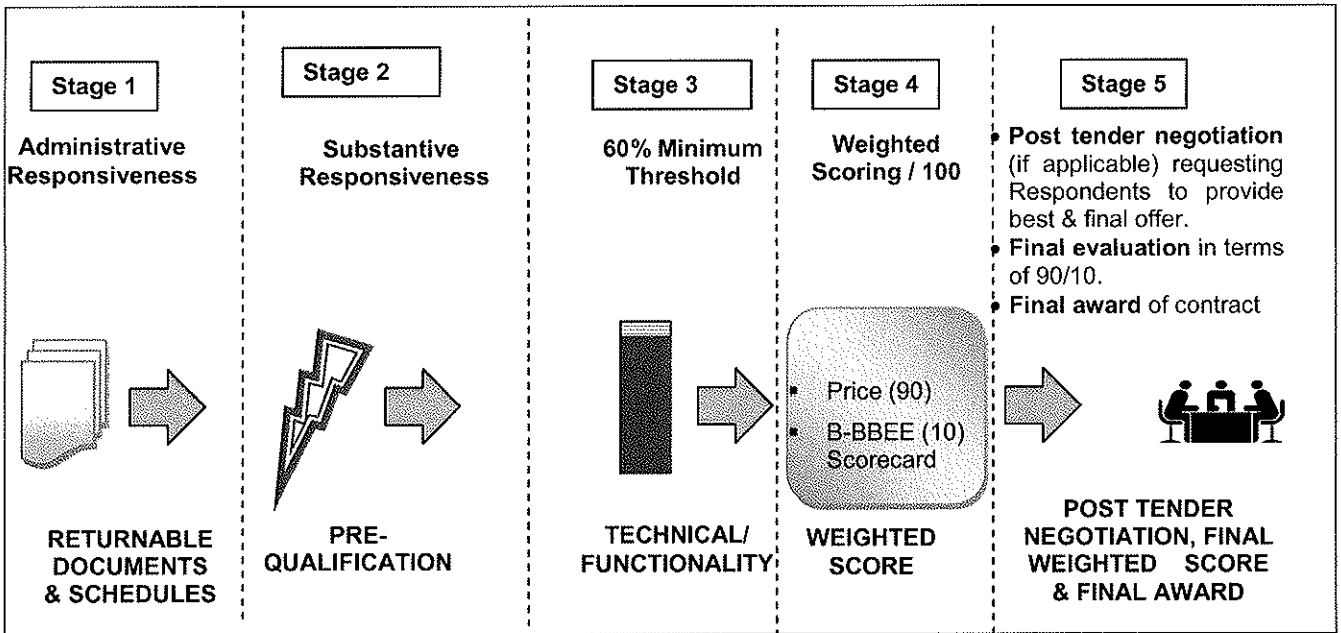 Stage 1
Administrative
Responsiveness
RETURNABLE
DOCUMENTS
& SCHEDULES
Stage 2
Substantive
Responsiveness
PRE-
QUALIFICATION
Stage 3
60% Minimum
Threshold
TECHNICAL/
FUNCTIONALITY
Stage 4
Weighted
Scoring / 100
▪ Price (90)
▪ B-BBEE (10)
Scorecard
WEIGHTED
SCORE
Stage 5
• Post tender negotiation
(if applicable) requesting
Respondents to provide
best & final offer.
• Final evaluation in terms
of 90/10.
• Final award of contract
POST TENDER
NEGOTIATION, FINAL
WEIGHTED SCORE
& FINAL AWARD